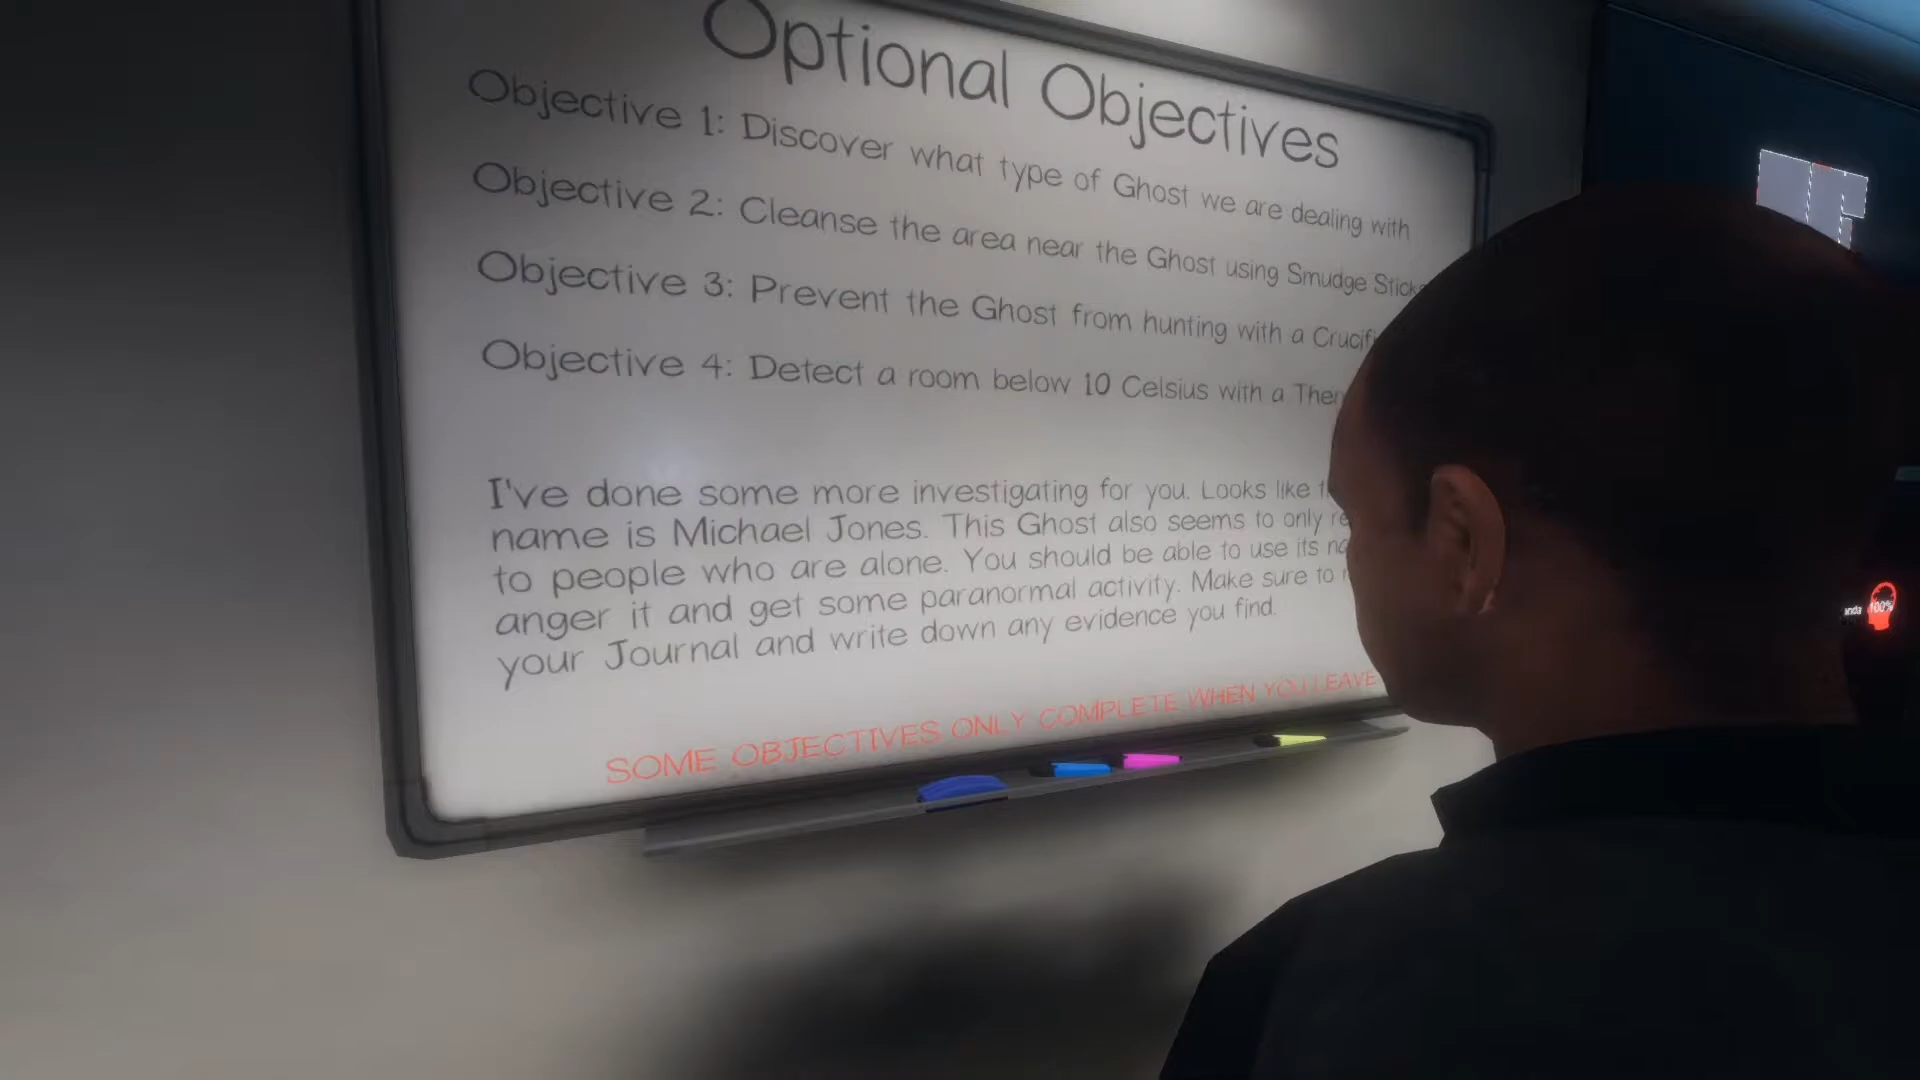 Optional Objectives
Objective 1: Discover what type of Ghost we are dealing with
Objective 2: Cleanse the area near the Ghost using Smudge
Objective 3: Prevent the Ghost from hunting with a
Objective 4: Detect a room below 10 Celsius with a
I've done some more investigating for you. Looks like
name is Michael Jones. This Ghost also seems to only
to people who are alone. You should be able to use its
anger it and get some paranormal activity. Make sure to
your Journal and write down any evidence you find.
SOME OBJECTIVES ONLY COMPLETE WHEN YOU LEAVE
100%